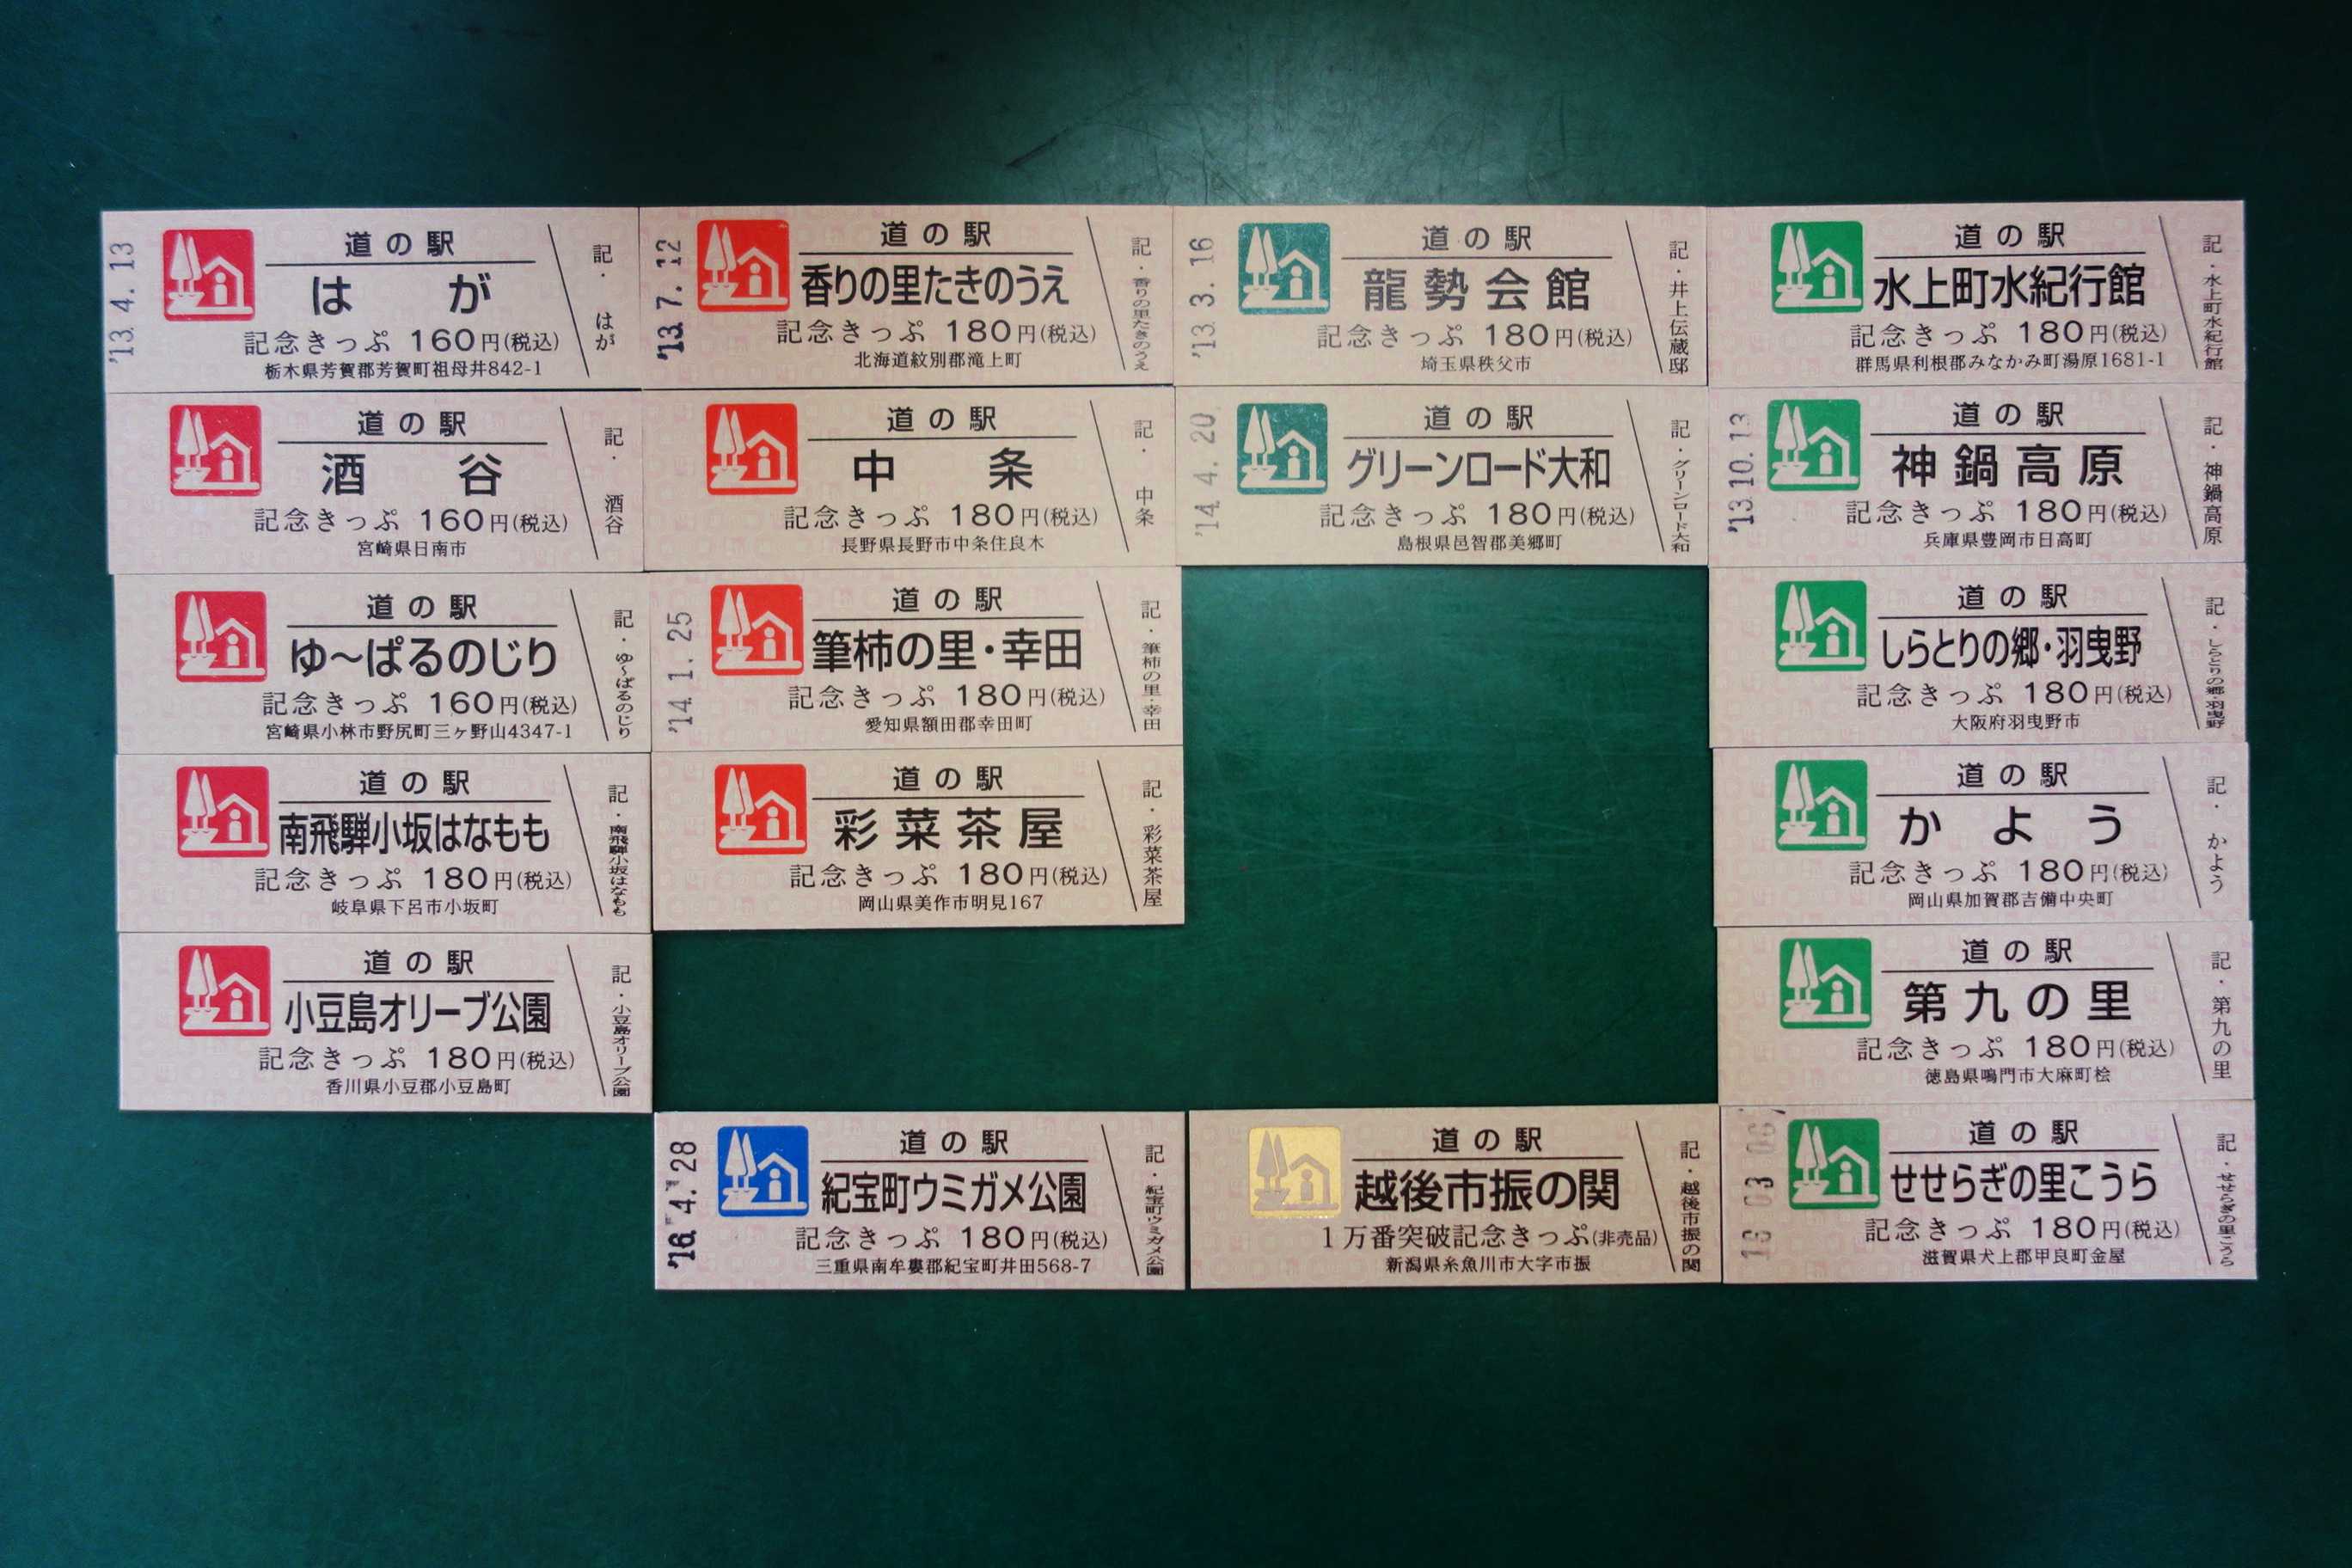 '13.4.13
道の駅
はが
記念きっぷ 160円(税込)
栃木県芳賀郡芳賀町祖母井842-1
記・はが
'13.7.12
道の駅
香りの里たきのうえ
記念きっぷ 180円(税込)
北海道紋別郡滝上町
記・香りの里たきのうえ
'13.3.16
道の駅
龍勢会館
記念きっぷ 180円(税込)
埼玉県秩父市
記・井上伝蔵邸
道の駅
水上町水紀行館
記念きっぷ 180円(税込)
群馬県利根郡みなかみ町湯原1681-1
記・水上町水紀行館
道の駅
酒谷
記念きっぷ 160円(税込)
宮崎県日南市
記・酒谷
道の駅
中条
記念きっぷ 180円(税込)
長野県長野市中条住良木
記・中条
'14.4.20
道の駅
グリーンロード大和
記念きっぷ 180円(税込)
島根県邑智郡美郷町
記・グリーンロード大和
'13.10.13
道の駅
神鍋高原
記念きっぷ 180円(税込)
兵庫県豊岡市日高町
記・神鍋高原
道の駅
ゆ~ぱるのじり
記念きっぷ 160円(税込)
宮崎県小林市野尻町三ヶ野山4347-1
記・ゆ~ぱるのじり
'14.1.25
道の駅
筆柿の里・幸田
記念きっぷ 180円(税込)
愛知県額田郡幸田町
記・筆柿の里・幸田
道の駅
しらとりの郷・羽曳野
記念きっぷ 180円(税込)
大阪府羽曳野市
記・しらとりの郷・羽曳野
道の駅
南飛騨小坂はなもも
記念きっぷ 180円(税込)
岐阜県下呂市小坂町
記・南飛騨小坂はなもも
道の駅
彩菜茶屋
記念きっぷ 180円(税込)
岡山県美作市明見167
記・彩菜茶屋
道の駅
かよう
記念きっぷ 180円(税込)
岡山県加賀郡吉備中央町
記・かよう
道の駅
小豆島オリーブ公園
記念きっぷ 180円(税込)
香川県小豆郡小豆島町
記・小豆島オリーブ公園
道の駅
第九の里
記念きっぷ 180円(税込)
徳島県鳴門市大麻町桧
記・第九の里
'16.4.28
道の駅
紀宝町ウミガメ公園
記念きっぷ 180円(税込)
三重県南牟婁郡紀宝町井田568-7
記・紀宝町ウミガメ公園
道の駅
越後市振の関
1万番突破記念きっぷ(非売品)
新潟県糸魚川市大字市振
記・越後市振の関
道の駅
せせらぎの里こうら
記念きっぷ 180円(税込)
滋賀県犬上郡甲良町金屋
記・せせらぎの里こうら